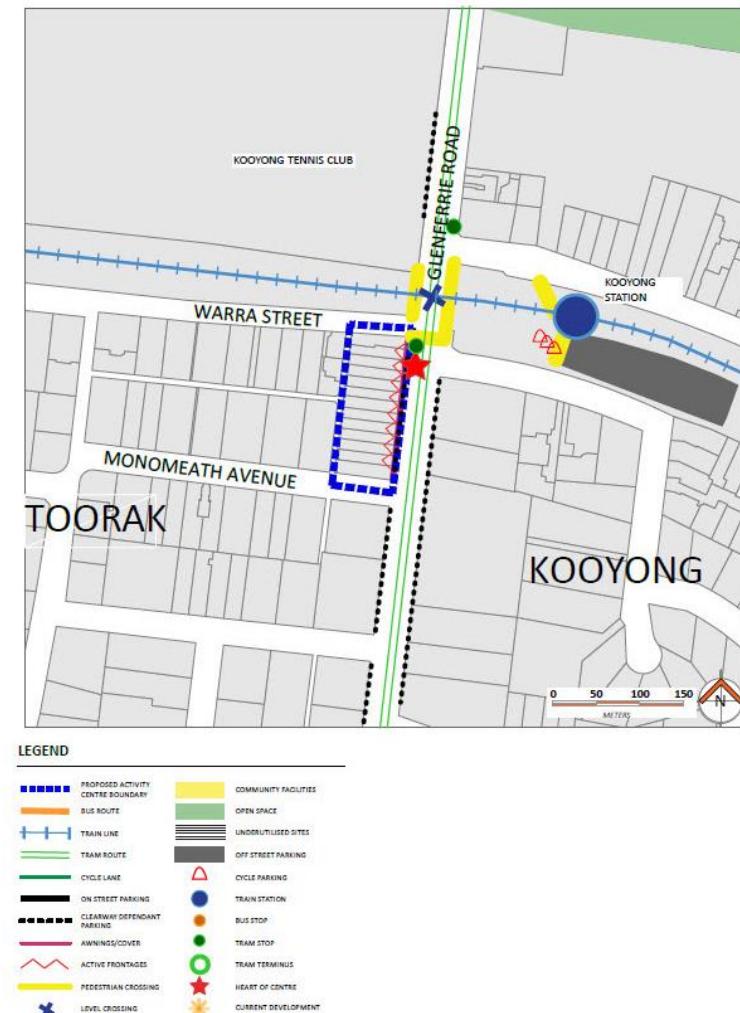 KOOYONG TENNIS CLUB
GLENFERRIE ROAD
KOOYONG
STATION
WARRA STREET
MONOMEATH AVENUE
TOORAK
KOOYONG
0 50 100 150
METERS
N
LEGEND
PROPOSED ACTIVITY
CENTRE BOUNDARY
BUS ROUTE
TRAIN LINE
TRAM ROUTE
CYCLE LANE
ON STREET PARKING
CLEARWAY DEPENDANT
PARKING
AWNINGS/COVER
ACTIVE FRONTAGES
PEDESTRIAN CROSSING
LEVEL CROSSING
COMMUNITY FACILITIES
OPEN SPACE
UNDERUTILISED SITES
OFF STREET PARKING
CYCLE PARKING
TRAIN STATION
BUS STOP
TRAM STOP
TRAM TERMINUS
HEART OF CENTRE
CURRENT DEVELOPMENT